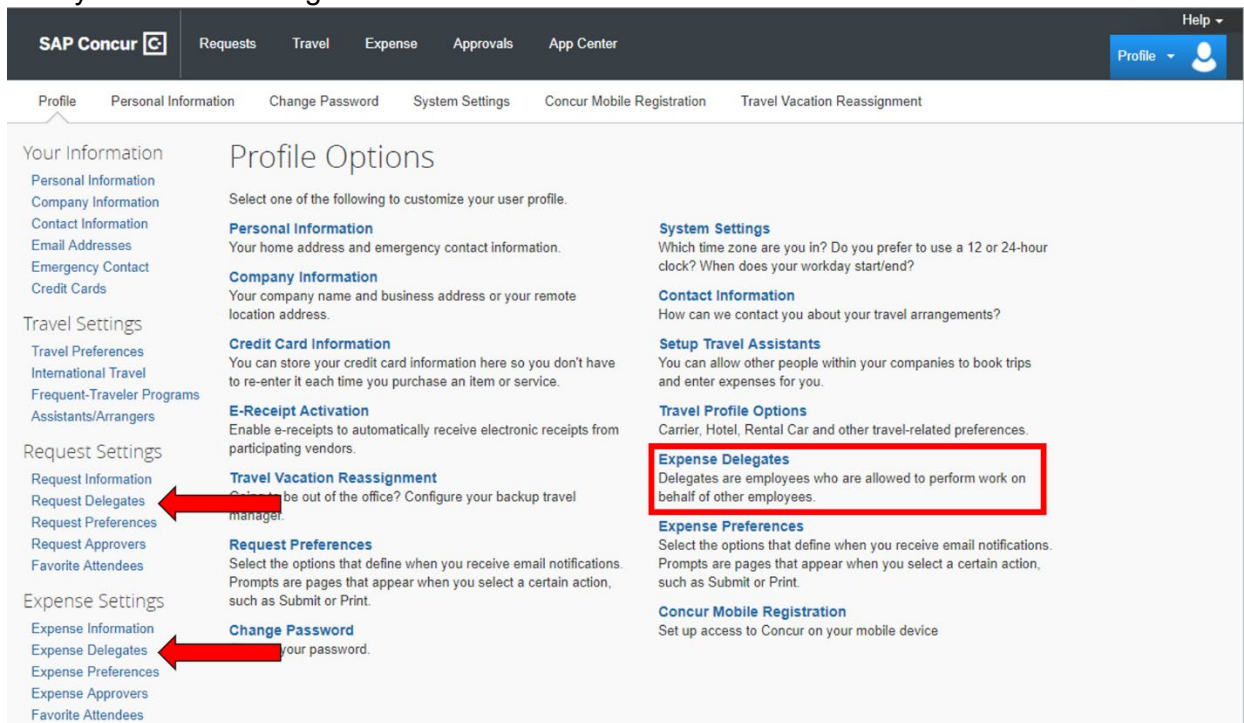 Help
SAP Concur C Requests Travel Expense Approvals App Center
Profile
Profile Personal Information Change Password System Settings Concur Mobile Registration Travel Vacation Reassignment
Your Information
Personal Information
Company Information
Contact Information
Email Addresses
Emergency Contact
Credit Cards
Travel Settings
Travel Preferences
International Travel
Frequent-Traveler Programs
Assistants/Arrangers
Request Settings
Request Information
Request Delegates
Request Preferences
Request Approvers
Favorite Attendees
Expense Settings
Expense Information
Expense Delegates
Expense Preferences
Expense Approvers
Favorite Attendees
Profile Options
Select one of the following to customize your user profile.
Personal Information
Your home address and emergency contact information.
Company Information
Your company name and business address or your remote
location address.
Credit Card Information
You can store your credit card information here so you don't have
to re-enter it each time you purchase an item or service.
E-Receipt Activation
Enable e-receipts to automatically receive electronic receipts from
participating vendors.
Travel Vacation Reassignment
be out of the office? Configure your backup travel
manager.
Request Preferences
Select the options that define when you receive email notifications.
Prompts are pages that appear when you select a certain action,
such as Submit or Print.
Change Password
your password.
System Settings
Which time zone are you in? Do you prefer to use a 12 or 24-hour
clock? When does your workday start/end?
Contact Information
How can we contact you about your travel arrangements?
Setup Travel Assistants
You can allow other people within your companies to book trips
and enter expenses for you.
Travel Profile Options
Carrier, Hotel, Rental Car and other travel-related preferences.
Expense Delegates
Delegates are employees who are allowed to perform work on
behalf of other employees.
Expense Preferences
Select the options that define when you receive email notifications.
Prompts are pages that appear when you select a certain action,
such as Submit or Print.
Concur Mobile Registration
Set up access to Concur on your mobile device